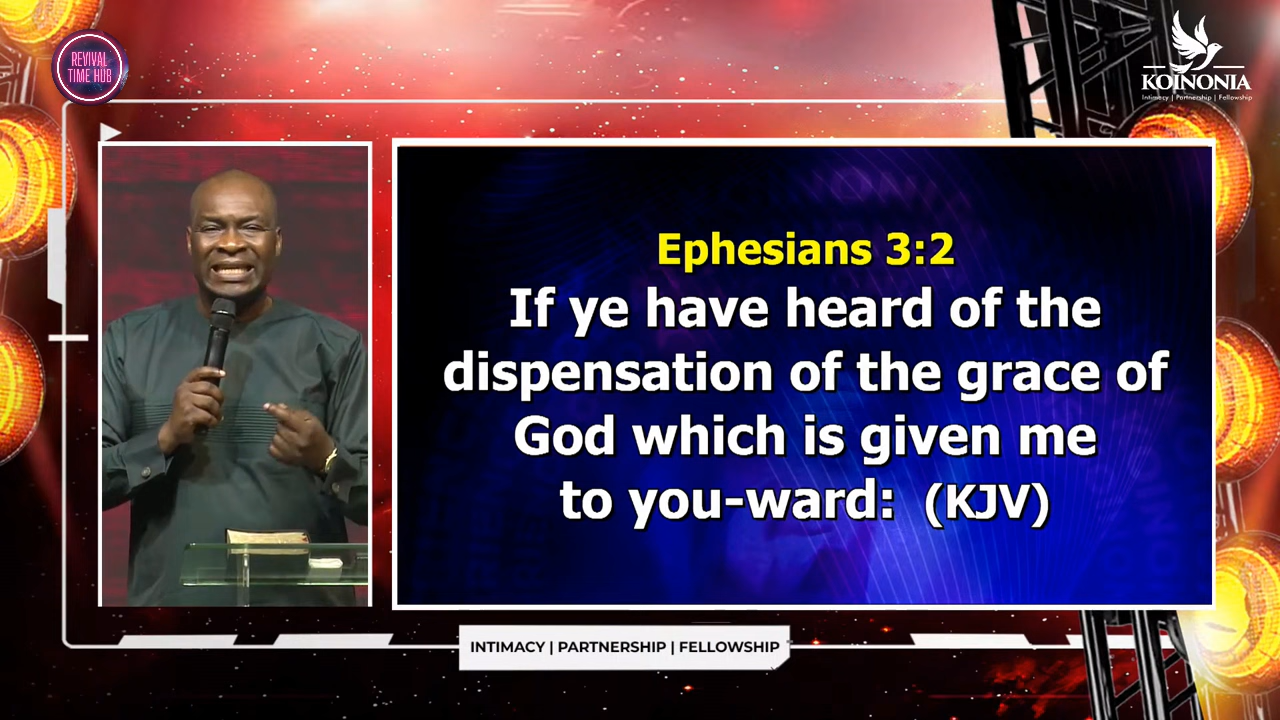 REVIVAL
TIME HUB
KOINONIA
Intimacy | Partnership | Fellowship
Ephesians 3:2
If ye have heard of the
dispensation of the grace of
God which is given me
to you-ward: (KJV)
INTIMACY | PARTNERSHIP | FELLOWSHIP